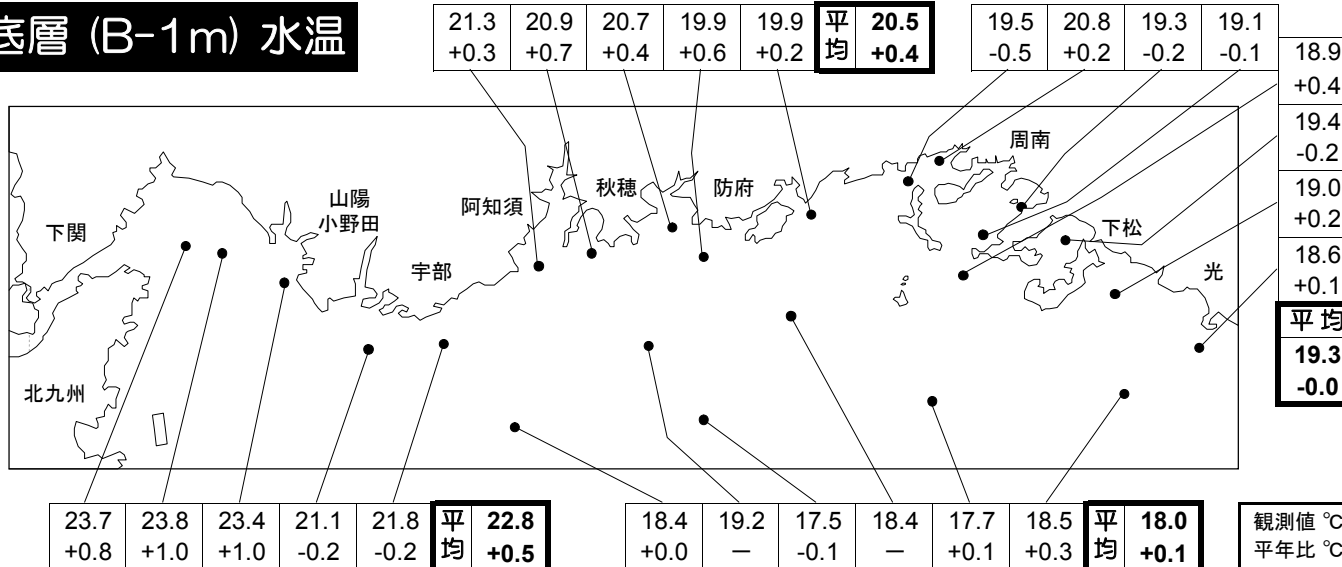 底層 (B-1m) 水温
21.3 20.9 20.7 19.9 19.9 平均 20.5
+0.3 +0.7 +0.4 +0.6 +0.2 +0.4
19.5 20.8 19.3 19.1
-0.5 +0.2 -0.2 -0.1
18.9
+0.4
19.4
-0.2
19.0
+0.2
18.6
+0.1
平均
19.3
-0.0
周南
山陽
小野田
阿知須
秋穂
防府
下関
下松
宇部
光
北九州
23.7 23.8 23.4 21.1 21.8 平均 22.8
+0.8 +1.0 +1.0 -0.2 -0.2 +0.5
18.4 19.2 17.5 18.4 17.7 18.5 平均 18.0
+0.0 － -0.1 － +0.1 +0.3 +0.1
観測値 ℃
平年比 ℃